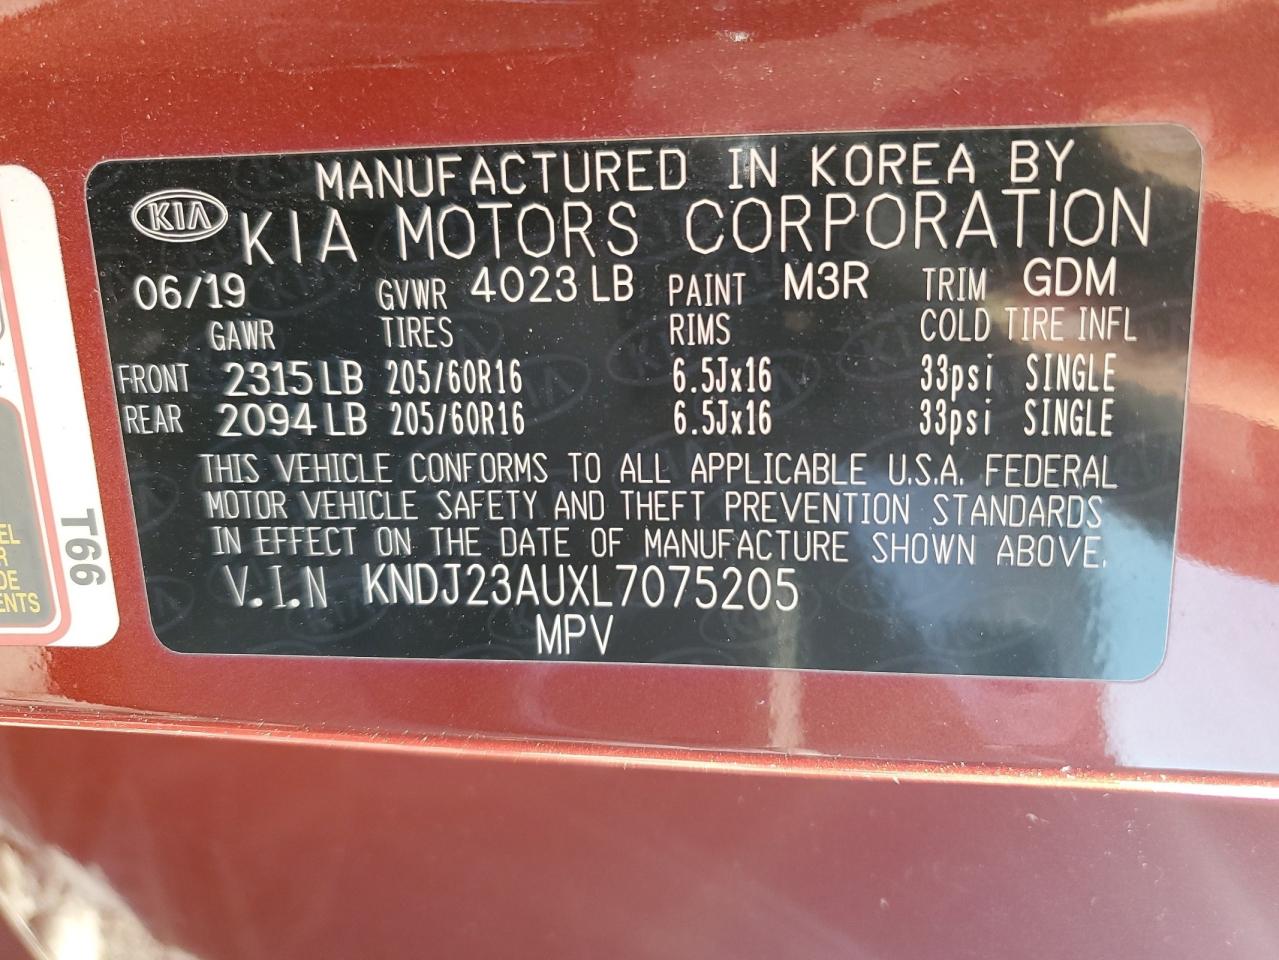 MANUFACTURED IN KOREA BY
KIA KIA MOTORS CORPORATION
06/19 GVWR 4023 LB PAINT M3R TRIM GDM
GAWR TIRES RIMS COLD TIRE INFL
FRONT 2315 LB 205/60R16 6.5Jx16 33psi SINGLE
REAR 2094 LB 205/60R16 6.5Jx16 33psi SINGLE
THIS VEHICLE CONFORMS TO ALL APPLICABLE U.S.A. FEDERAL
MOTOR VEHICLE SAFETY AND THEFT PREVENTION STANDARDS
IN EFFECT ON THE DATE OF MANUFACTURE SHOWN ABOVE.
V.I.N KNDJ23AUXL7075205
MPV
T66